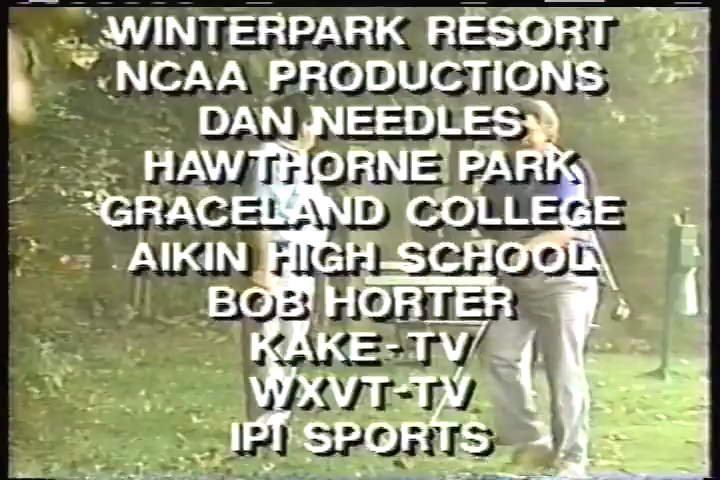 WINTERPARK RESORT
NCAA PRODUCTIONS
DAN NEEDLES
HAWTHORNE PARK
GRACELAND COLLEGE
AIKIN HIGH SCHOOL
BOB HORTER
KAKE-TV
WXVT-TV
IPI SPORTS